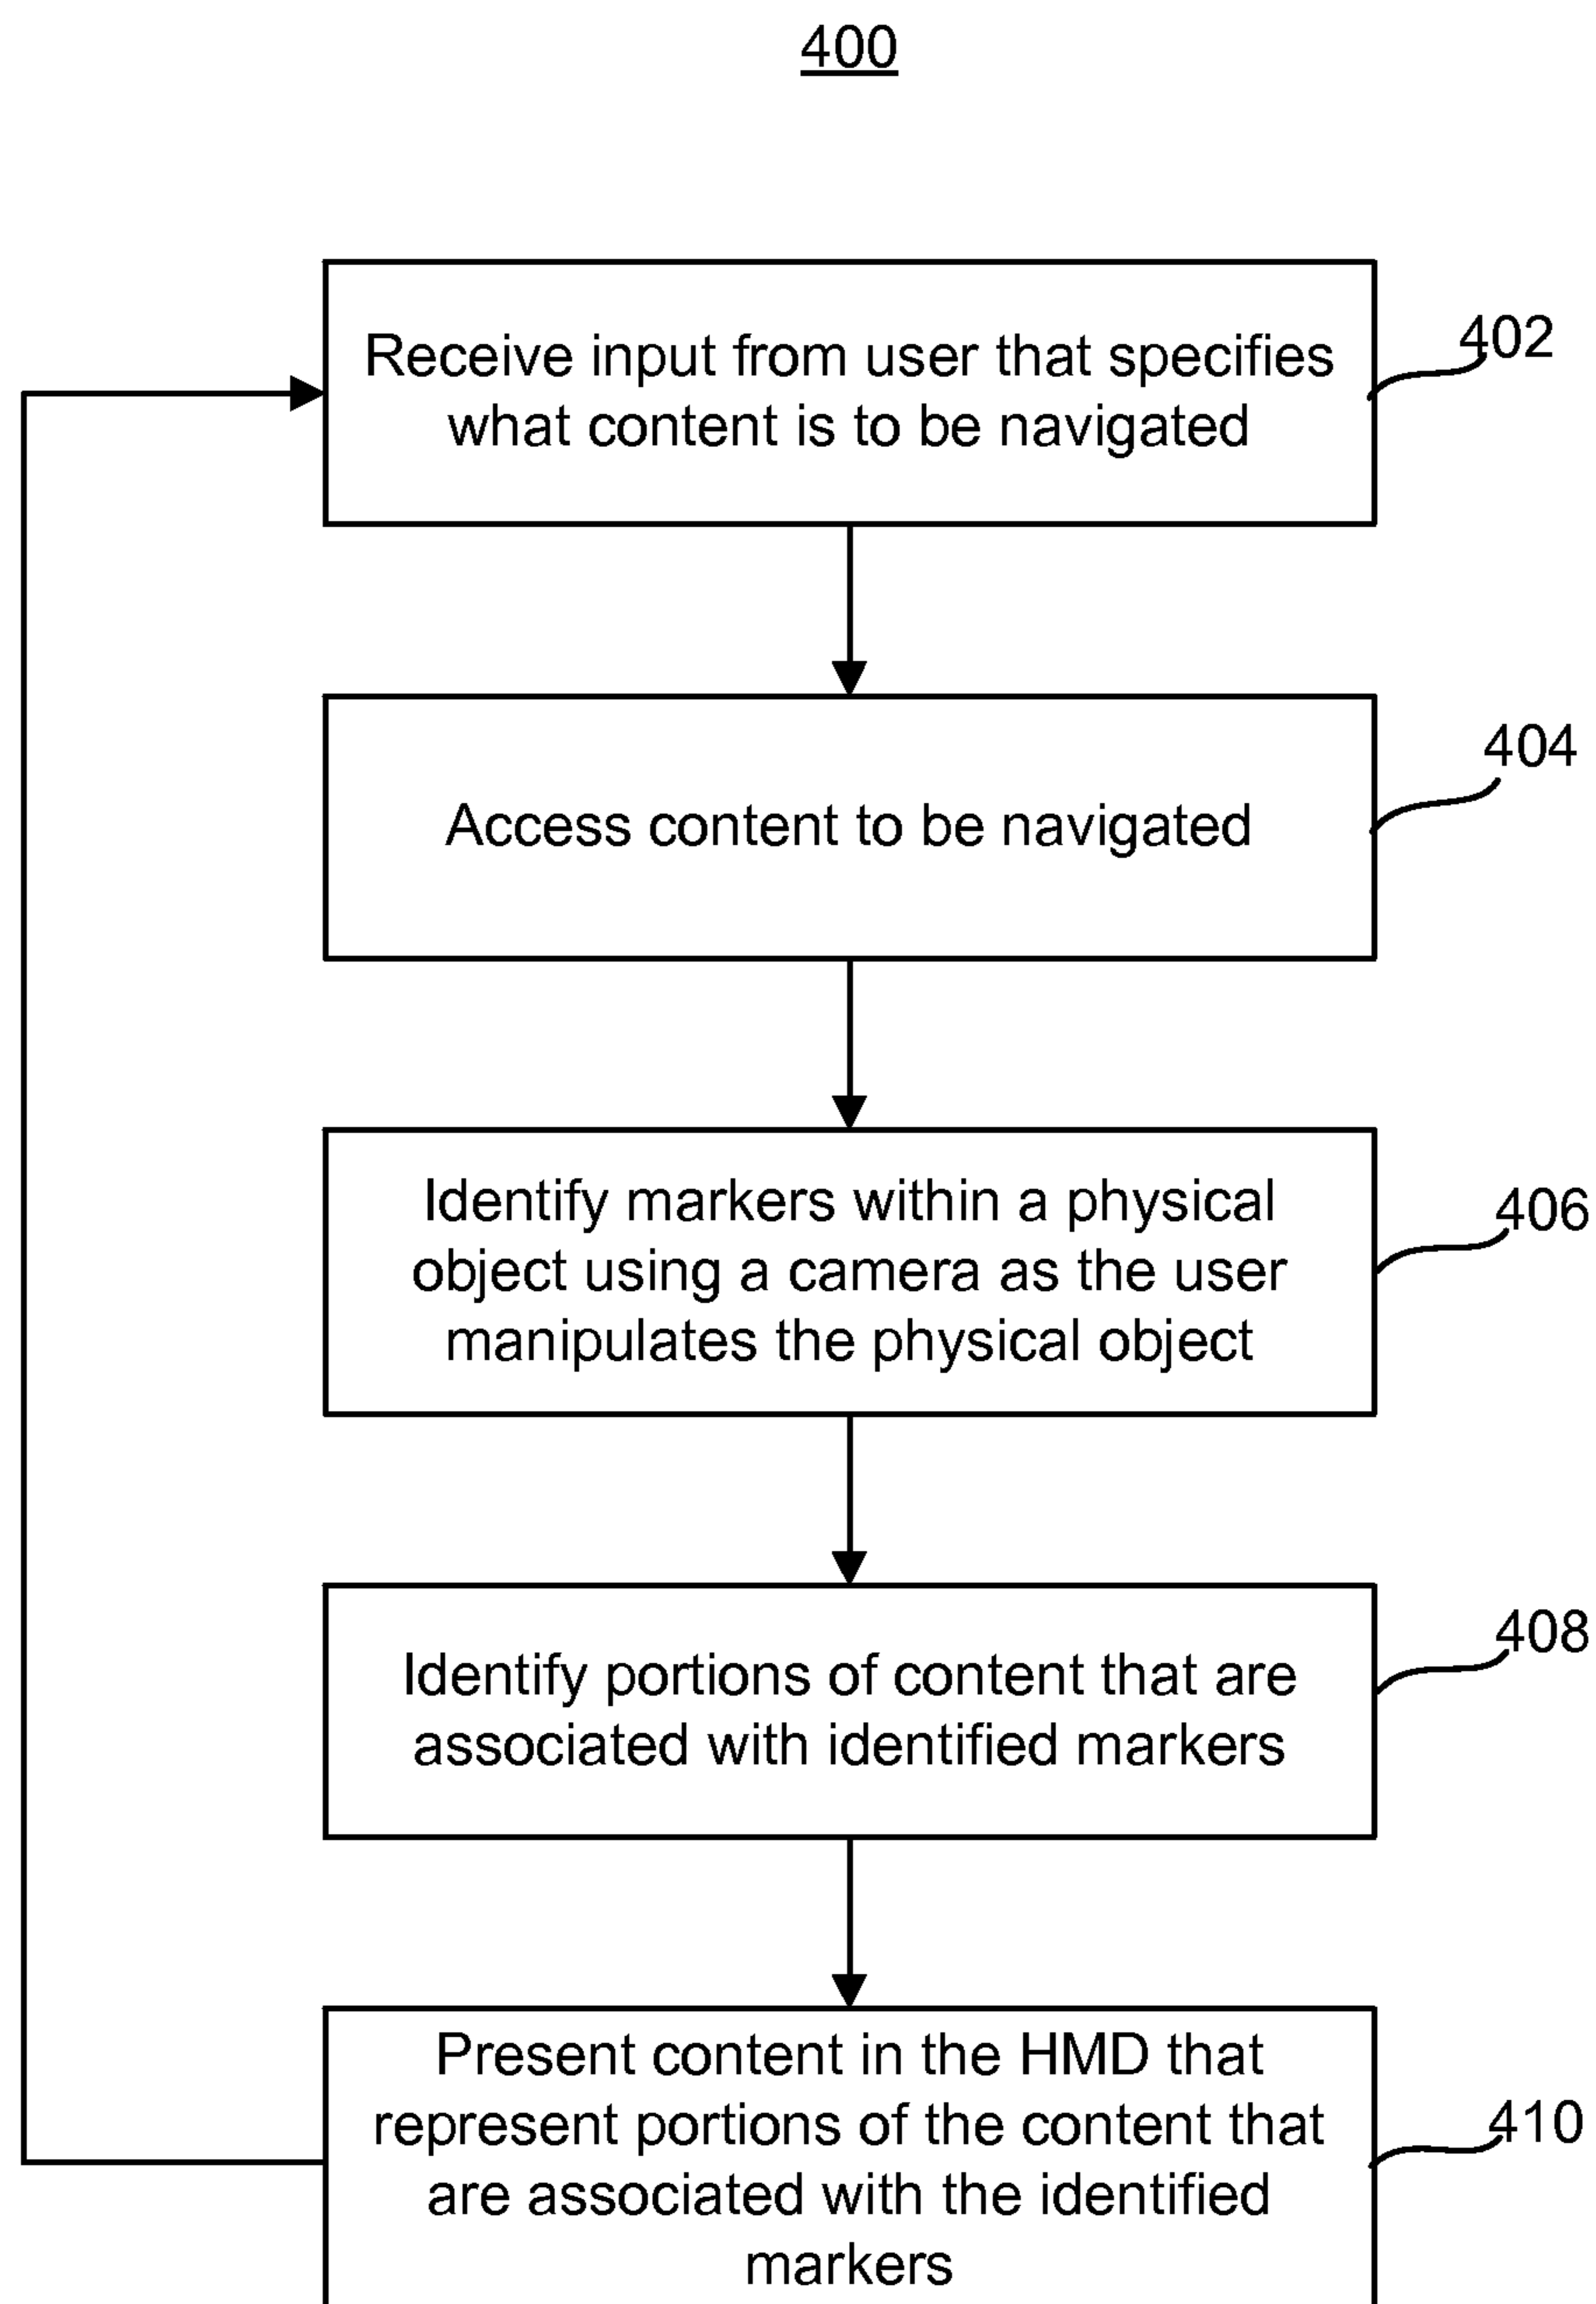 400
Receive input from user that specifies
what content is to be navigated
402
Access content to be navigated
404
Identify markers within a physical
object using a camera as the user
manipulates the physical object
406
Identify portions of content that are
associated with identified markers
408
Present content in the HMD that
represent portions of the content that
are associated with the identified
markers
410